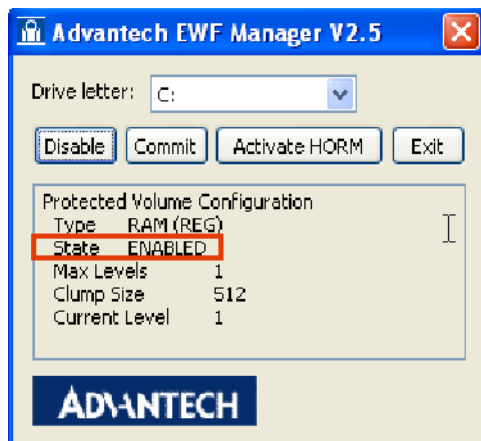 Advantech EWF Manager V2.5
Drive letter: C:
Disable Commit Activate HORM Exit
Protected Volume Configuration
Type RAM (REG)
State ENABLED
Max Levels 1
Clump Size 512
Current Level 1
ADVANTECH